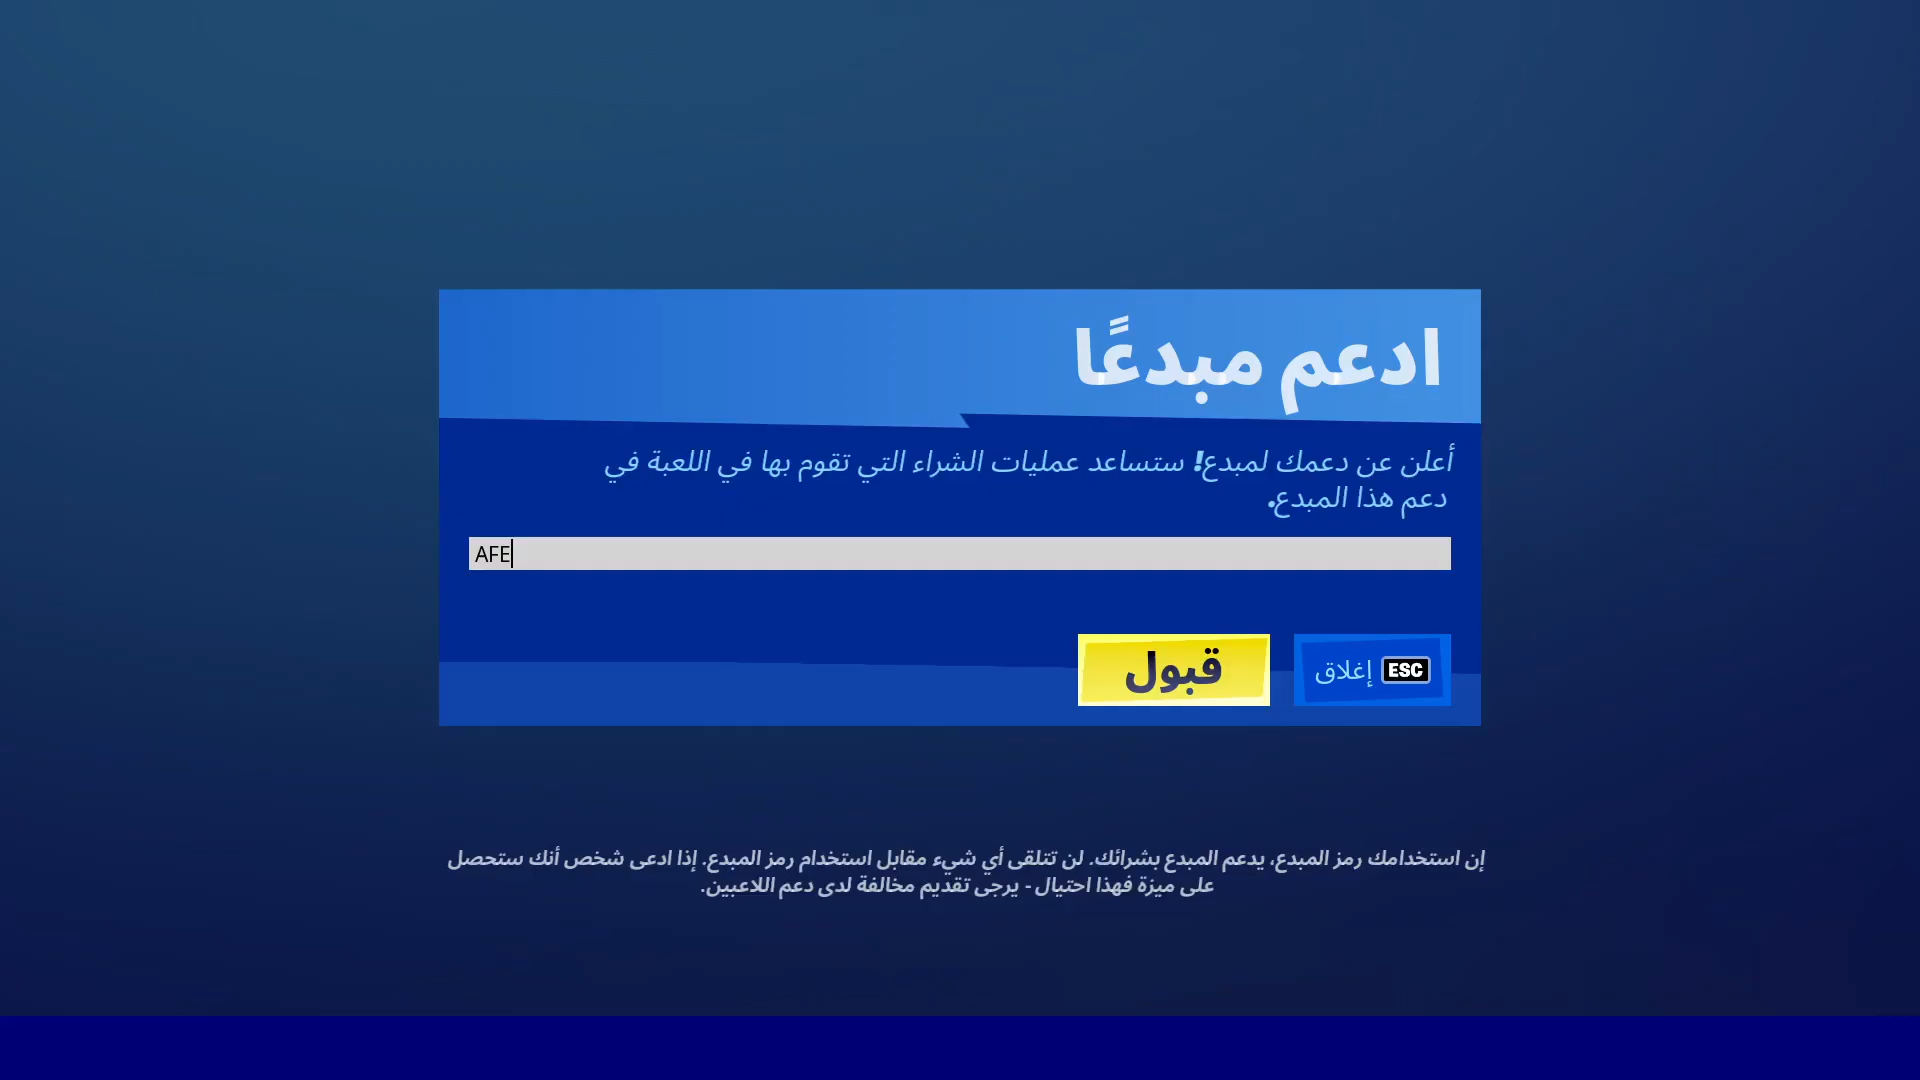 ادعم مبدعًا
أعلن عن دعمك لمبدع! ستساعد عمليات الشراء التي تقوم بها في اللعبة في
دعم هذا المبدع.
AFE
ESC إغلاق
قبول
إن استخدامك رمز المبدع، يدعم المبدع بشرائك. لن تتلقى أي شيء مقابل استخدام رمز المبدع. إذا ادعى شخص أنك ستحصل
على ميزة فهذا احتيال - يرجى تقديم مخالفة لدى دعم اللاعبين.